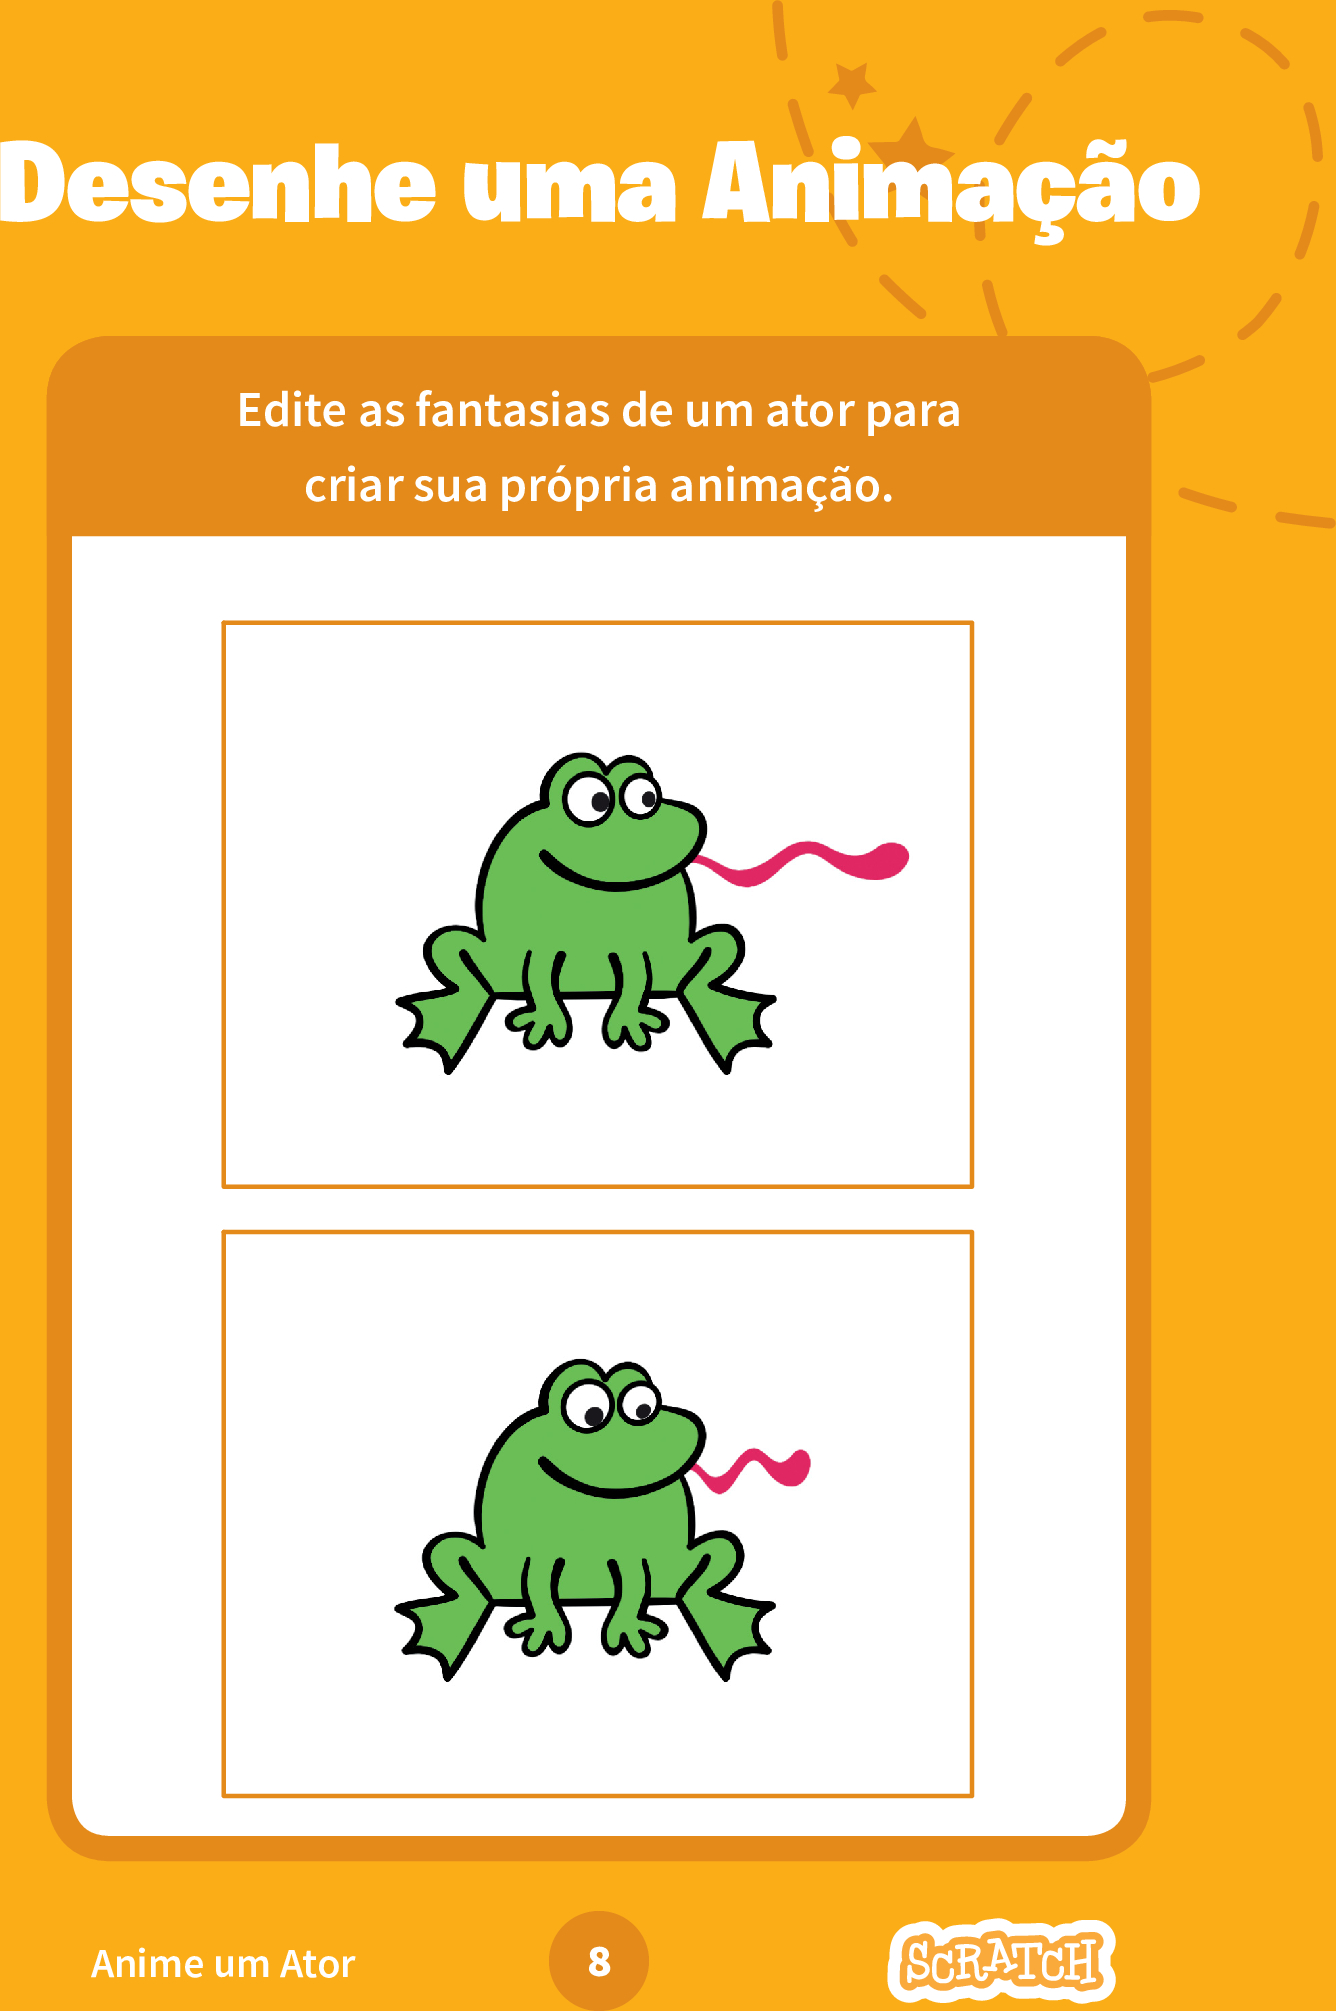 Desenhe uma Animação
Edite as fantasias de um ator para
criar sua própria animação.
Anime um Ator
8
SCRATCH